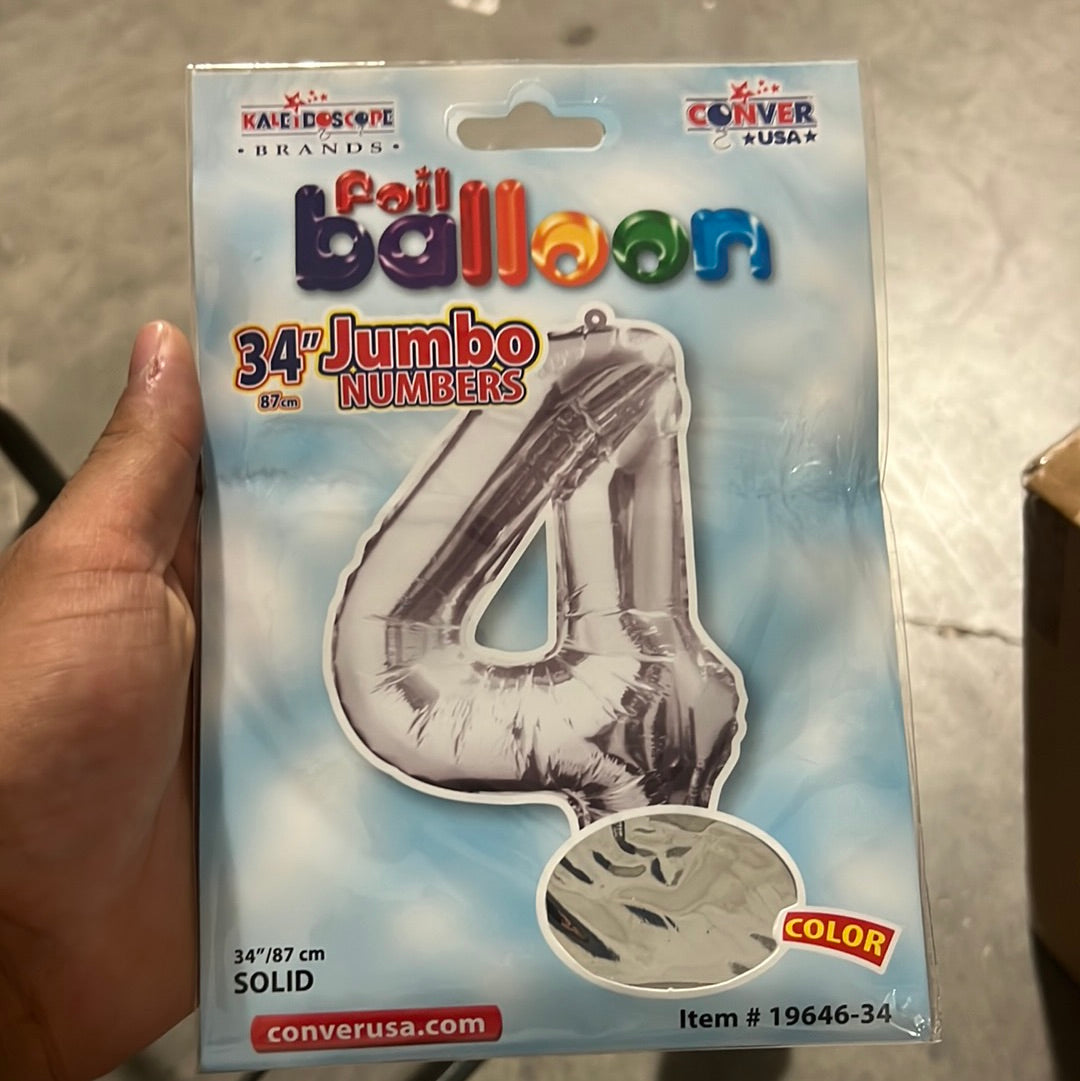 KALEIDOSCOPE
• BRANDS •
CONVER
★USA★
foil
balloon
34" Jumbo
87cm NUMBERS
COLOR
34"/87 cm
SOLID
converusa.com
Item # 19646-34